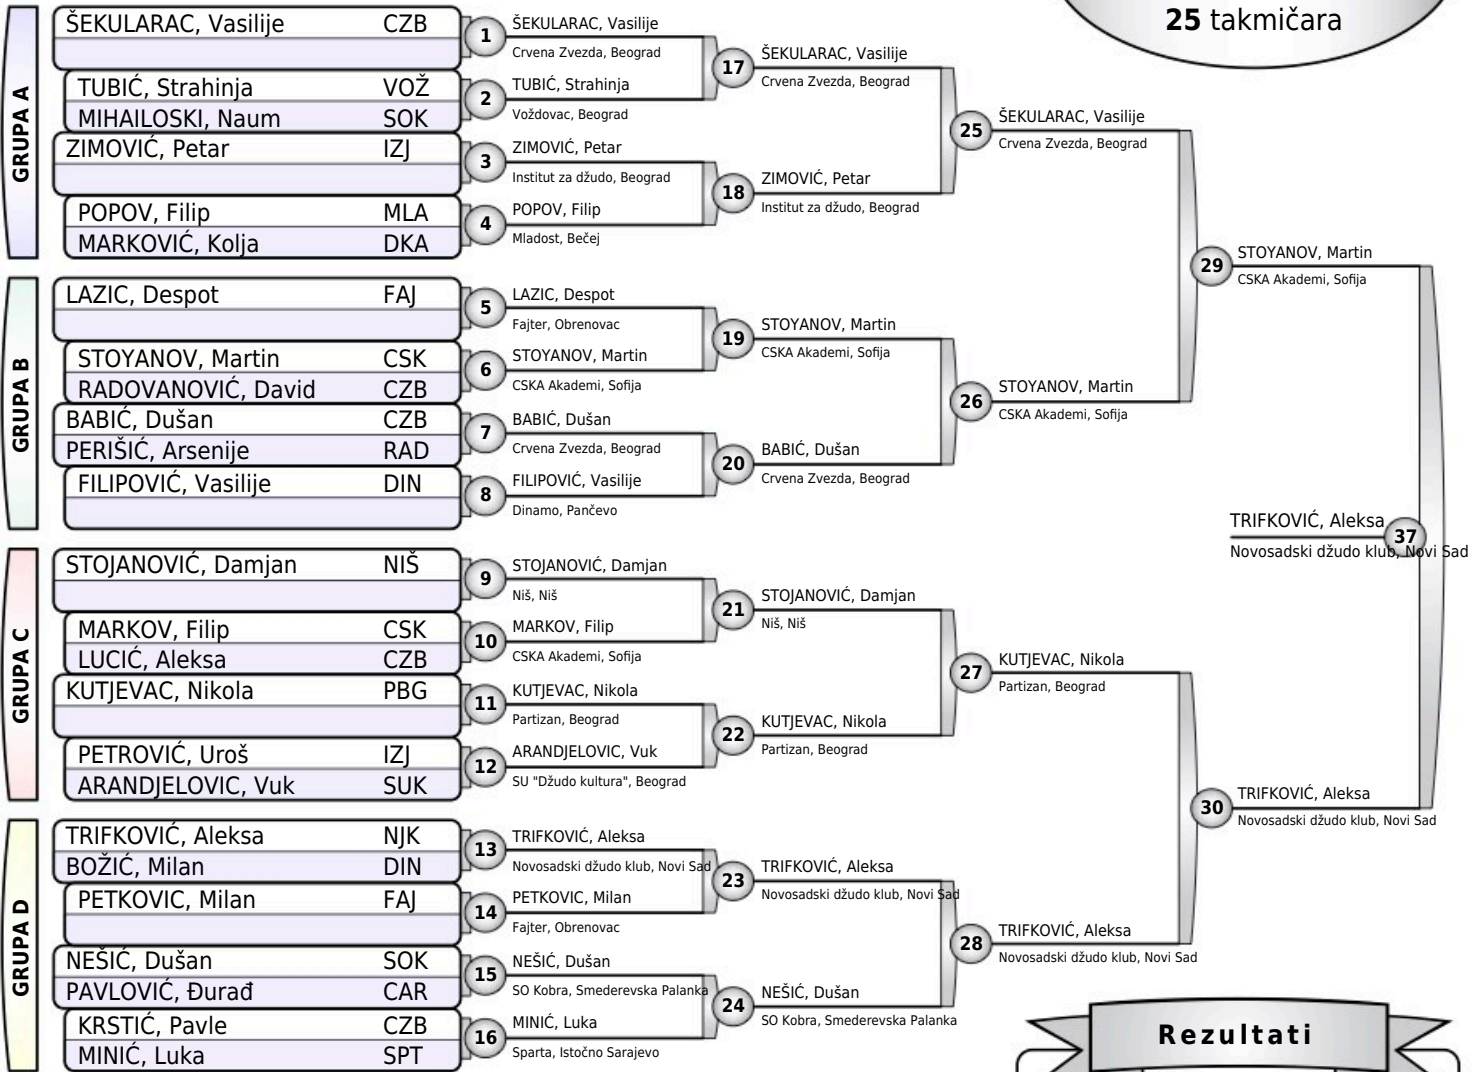 25 takmičara
GRUPA A
ŠEKULARAC, Vasilije CZB
TUBIĆ, Strahinja VOŽ
MIHAILOSKI, Naum SOK
ZIMOVIĆ, Petar IZJ
POPOV, Filip MLA
MARKOVIĆ, Kolja DKA
GRUPA B
LAZIC, Despot FAJ
STOYANOV, Martin CSK
RADOVANOVIĆ, David CZB
BABIĆ, Dušan CZB
PERIŠIĆ, Arsenije RAD
FILIPOVIĆ, Vasilije DIN
GRUPA C
STOJANOVIĆ, Damjan NIŠ
MARKOV, Filip CSK
LUCIĆ, Aleksa CZB
KUTJEVAC, Nikola PBG
PETROVIĆ, Uroš IZJ
ARANDJELOVIC, Vuk SUK
GRUPA D
TRIFKOVIĆ, Aleksa NJK
BOŽIĆ, Milan DIN
PETKOVIC, Milan FAJ
NEŠIĆ, Dušan SOK
PAVLOVIĆ, Đurađ CAR
KRSTIĆ, Pavle CZB
MINIĆ, Luka SPT
1 ŠEKULARAC, Vasilije
Crvena Zvezda, Beograd
2 TUBIĆ, Strahinja
Voždovac, Beograd
3 ZIMOVIĆ, Petar
Institut za džudo, Beograd
4 POPOV, Filip
Mladost, Bečej
5 LAZIC, Despot
Fajter, Obrenovac
6 STOYANOV, Martin
CSKA Akademi, Sofija
7 BABIĆ, Dušan
Crvena Zvezda, Beograd
8 FILIPOVIĆ, Vasilije
Dinamo, Pančevo
9 STOJANOVIĆ, Damjan
Niš, Niš
10 MARKOV, Filip
CSKA Akademi, Sofija
11 KUTJEVAC, Nikola
Partizan, Beograd
12 ARANDJELOVIC, Vuk
SU "Džudo kultura", Beograd
13 TRIFKOVIĆ, Aleksa
Novosadski džudo klub, Novi Sad
14 PETKOVIC, Milan
Fajter, Obrenovac
15 NEŠIĆ, Dušan
SO Kobra, Smederevska Palanka
16 MINIĆ, Luka
Sparta, Istočno Sarajevo
17 ŠEKULARAC, Vasilije
Crvena Zvezda, Beograd
18 ZIMOVIĆ, Petar
Institut za džudo, Beograd
19 STOYANOV, Martin
CSKA Akademi, Sofija
20 BABIĆ, Dušan
Crvena Zvezda, Beograd
21 STOJANOVIĆ, Damjan
Niš, Niš
22 KUTJEVAC, Nikola
Partizan, Beograd
23 TRIFKOVIĆ, Aleksa
Novosadski džudo klub, Novi Sad
24 NEŠIĆ, Dušan
SO Kobra, Smederevska Palanka
25 ŠEKULARAC, Vasilije
Crvena Zvezda, Beograd
26 STOYANOV, Martin
CSKA Akademi, Sofija
27 KUTJEVAC, Nikola
Partizan, Beograd
28 TRIFKOVIĆ, Aleksa
Novosadski džudo klub, Novi Sad
29 STOYANOV, Martin
CSKA Akademi, Sofija
30 TRIFKOVIĆ, Aleksa
Novosadski džudo klub, Novi Sad
TRIFKOVIĆ, Aleksa 37
Novosadski džudo klub, Novi Sad
Rezultati